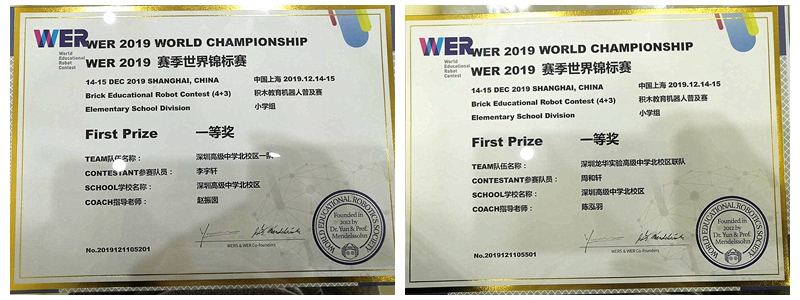 WER
World
Educational
Robot
Contest
WER 2019 WORLD CHAMPIONSHIP
WER 2019 赛季世界锦标赛
14-15 DEC 2019 SHANGHAI, CHINA 中国上海 2019.12.14-15
Brick Educational Robot Contest (4+3) 积木教育机器人普及赛
Elementary School Division 小学组
First Prize 一等奖
TEAM队伍名称： 深圳高级中学北校区一队
CONTESTANT参赛队员： 李宇轩
SCHOOL学校名称： 深圳高级中学北校区
COACH指导老师： 赵振囡
No.2019121105201
WERS & WER Co-founders
WORLD EDUCATIONAL ROBOTICS SOCIETY
Founded in
2012 by
Dr. Yun & Prof.
Mendelssohn
WER
World
Educational
Robot
Contest
WER 2019 WORLD CHAMPIONSHIP
WER 2019 赛季世界锦标赛
14-15 DEC 2019 SHANGHAI, CHINA 中国上海 2019.12.14-15
Brick Educational Robot Contest (4+3) 积木教育机器人普及赛
Elementary School Division 小学组
First Prize 一等奖
TEAM队伍名称： 深圳龙华实验高级中学北校区联队
CONTESTANT参赛队员： 周和轩
SCHOOL学校名称： 深圳高级中学北校区
COACH指导老师： 陈泓羽
No.2019121105501
WERS & WER Co-founders
WORLD EDUCATIONAL ROBOTICS SOCIETY
Founded in
2012 by
Dr. Yun & Prof.
Mendelssohn